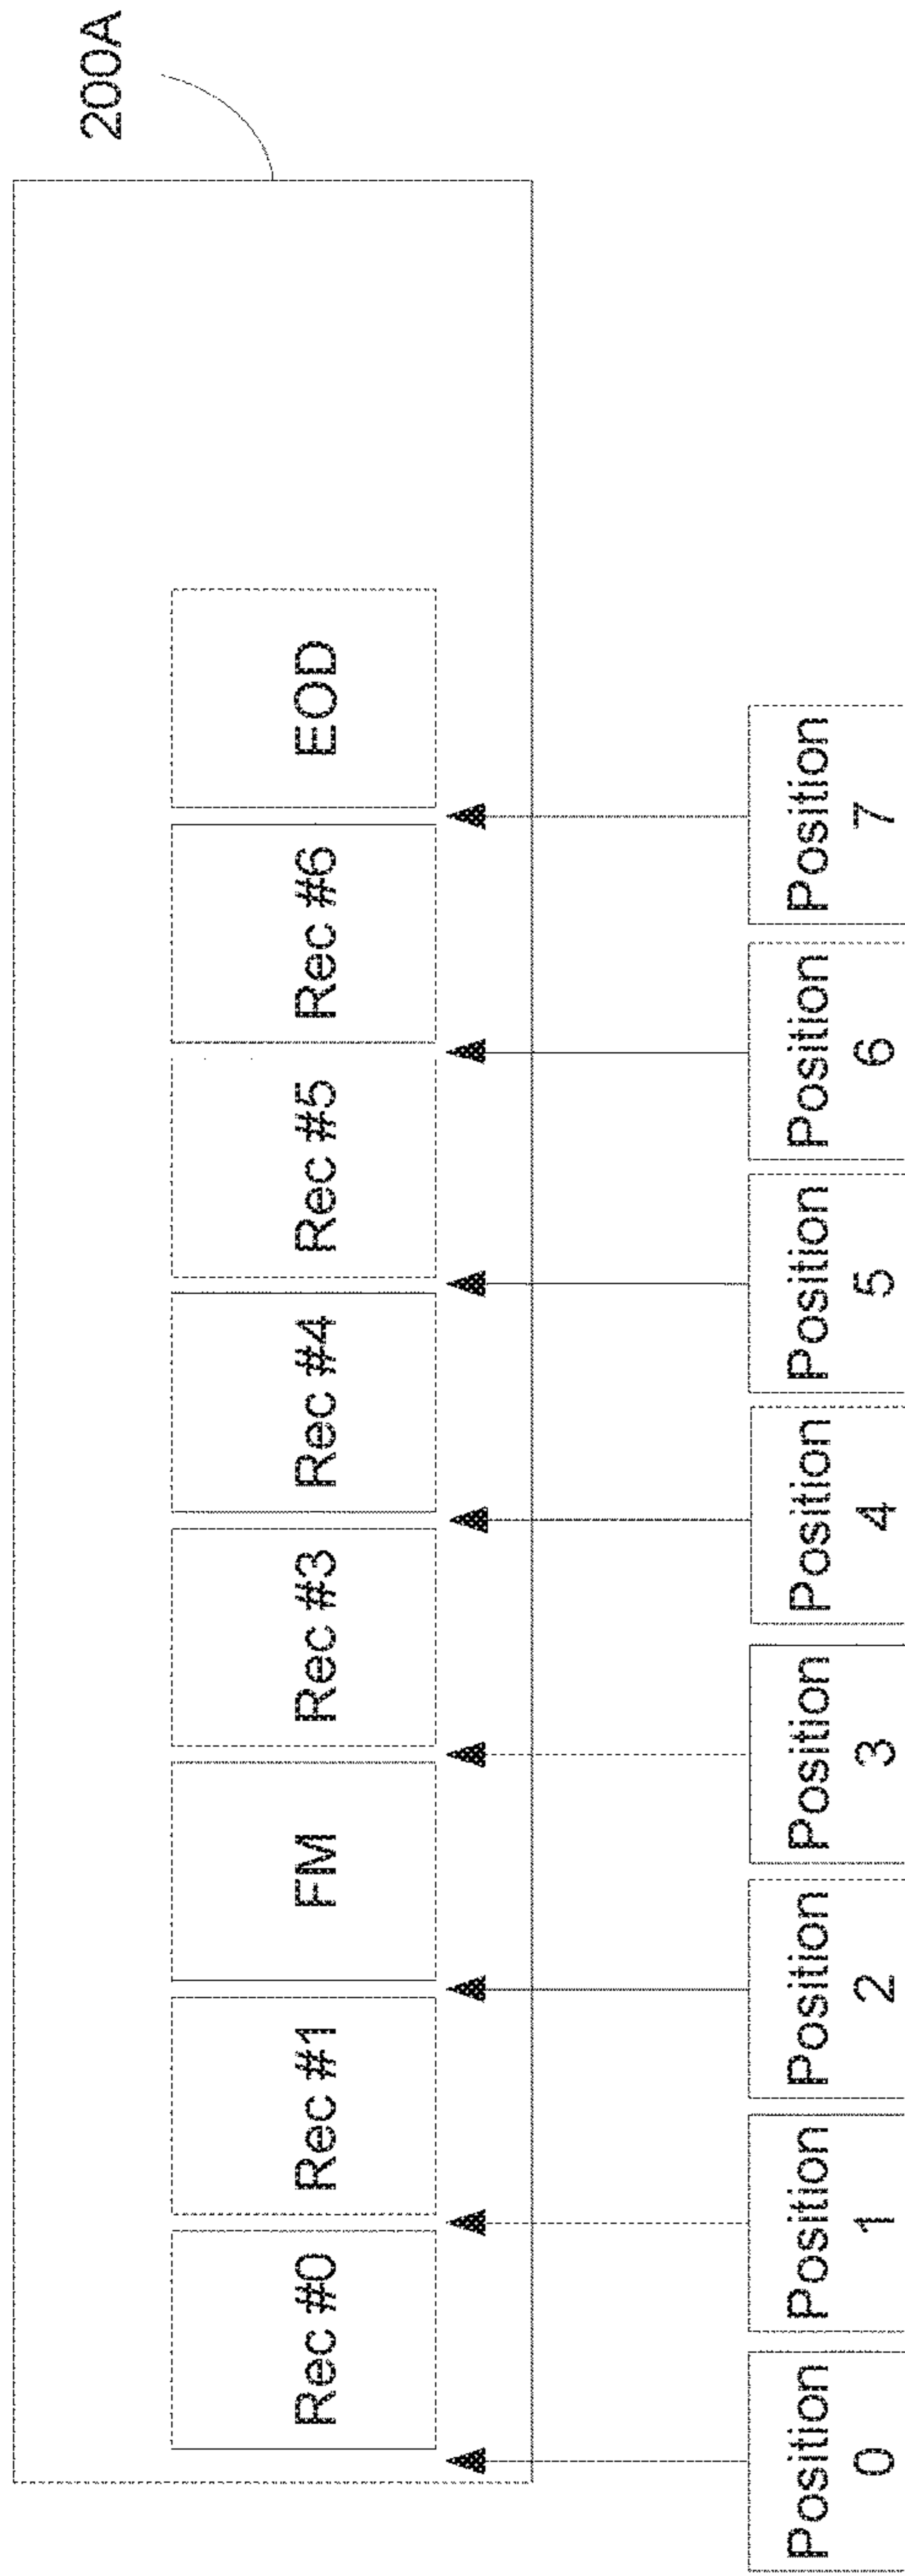 200A
Rec #0
Rec #1
FM
Rec #3
Rec #4
Rec #5
Rec #6
EOD
Position
0
Position
1
Position
2
Position
3
Position
4
Position
5
Position
6
Position
7